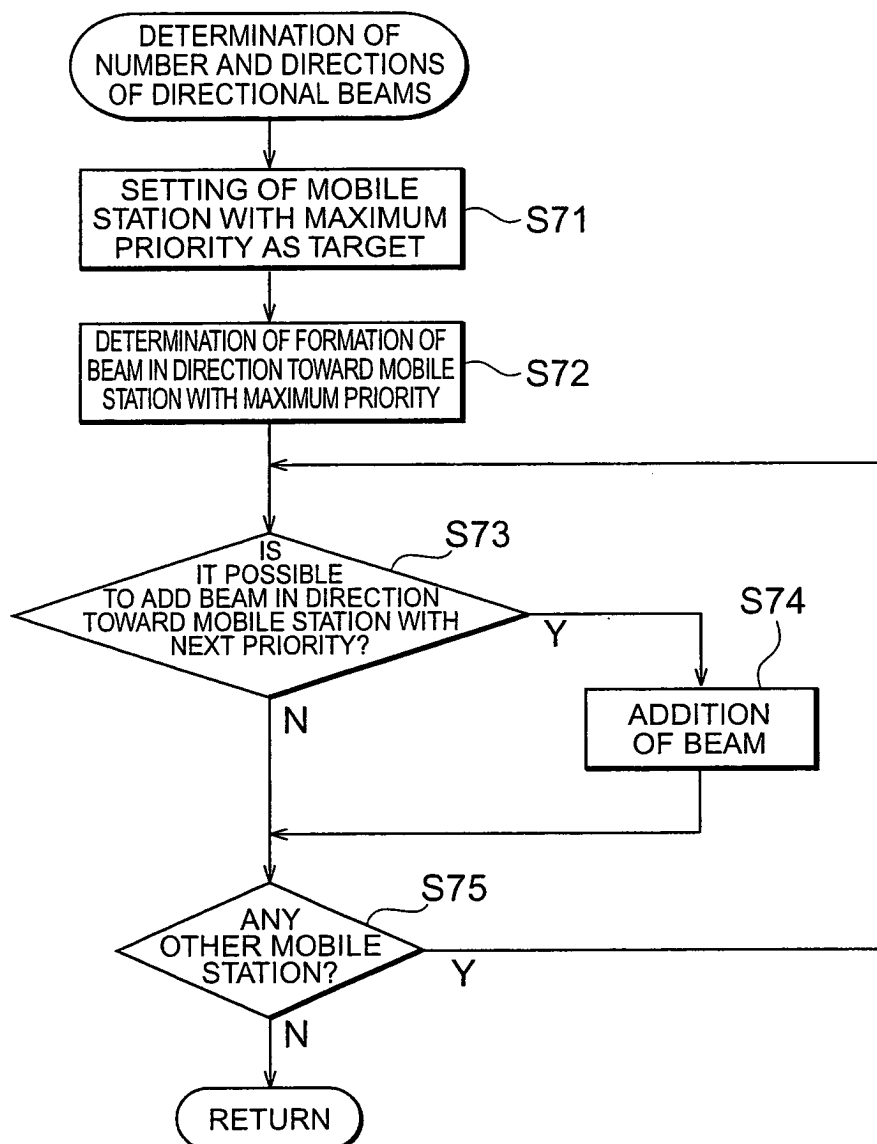 DETERMINATION OF
NUMBER AND DIRECTIONS
OF DIRECTIONAL BEAMS
SETTING OF MOBILE
STATION WITH MAXIMUM
PRIORITY AS TARGET
S71
DETERMINATION OF FORMATION OF
BEAM IN DIRECTION TOWARD MOBILE
STATION WITH MAXIMUM PRIORITY
S72
S73
IS
IT POSSIBLE
TO ADD BEAM IN DIRECTION
TOWARD MOBILE STATION WITH
NEXT PRIORITY?
Y
N
S74
ADDITION
OF BEAM
S75
ANY
OTHER MOBILE
STATION?
Y
N
RETURN